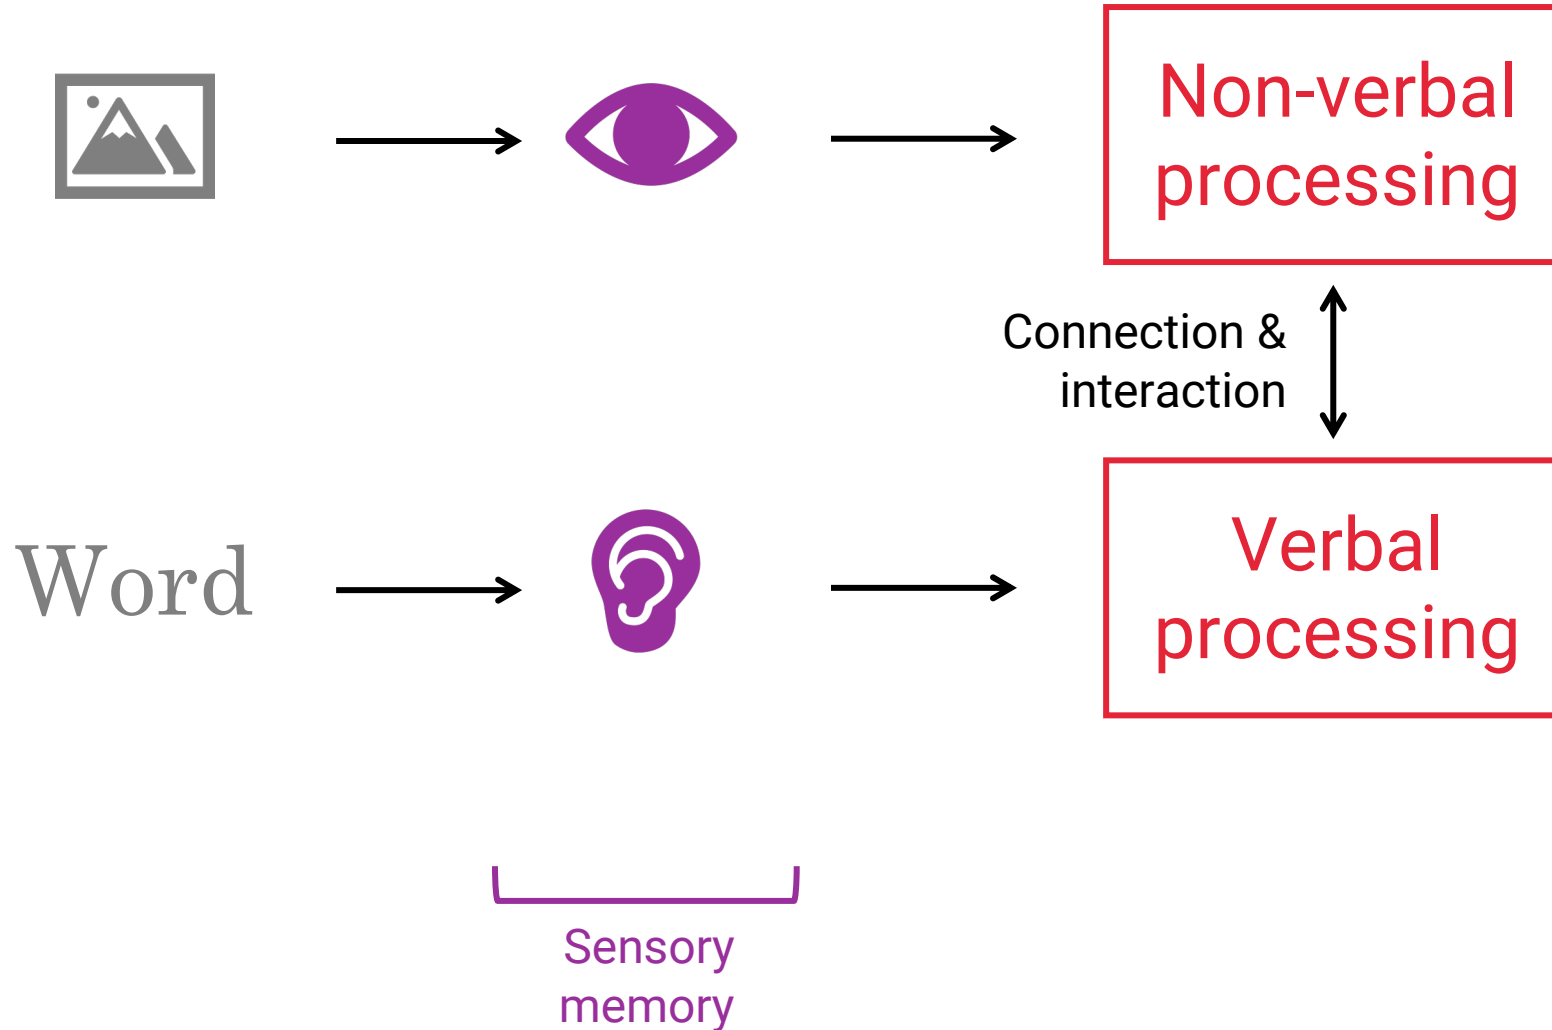 Non-verbal
processing
Connection &
interaction
Word
Verbal
processing
Sensory
memory